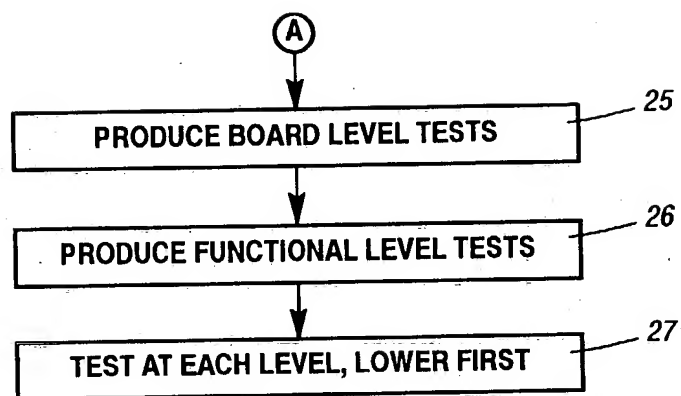 A
25
PRODUCE BOARD LEVEL TESTS
26
PRODUCE FUNCTIONAL LEVEL TESTS
27
TEST AT EACH LEVEL, LOWER FIRST